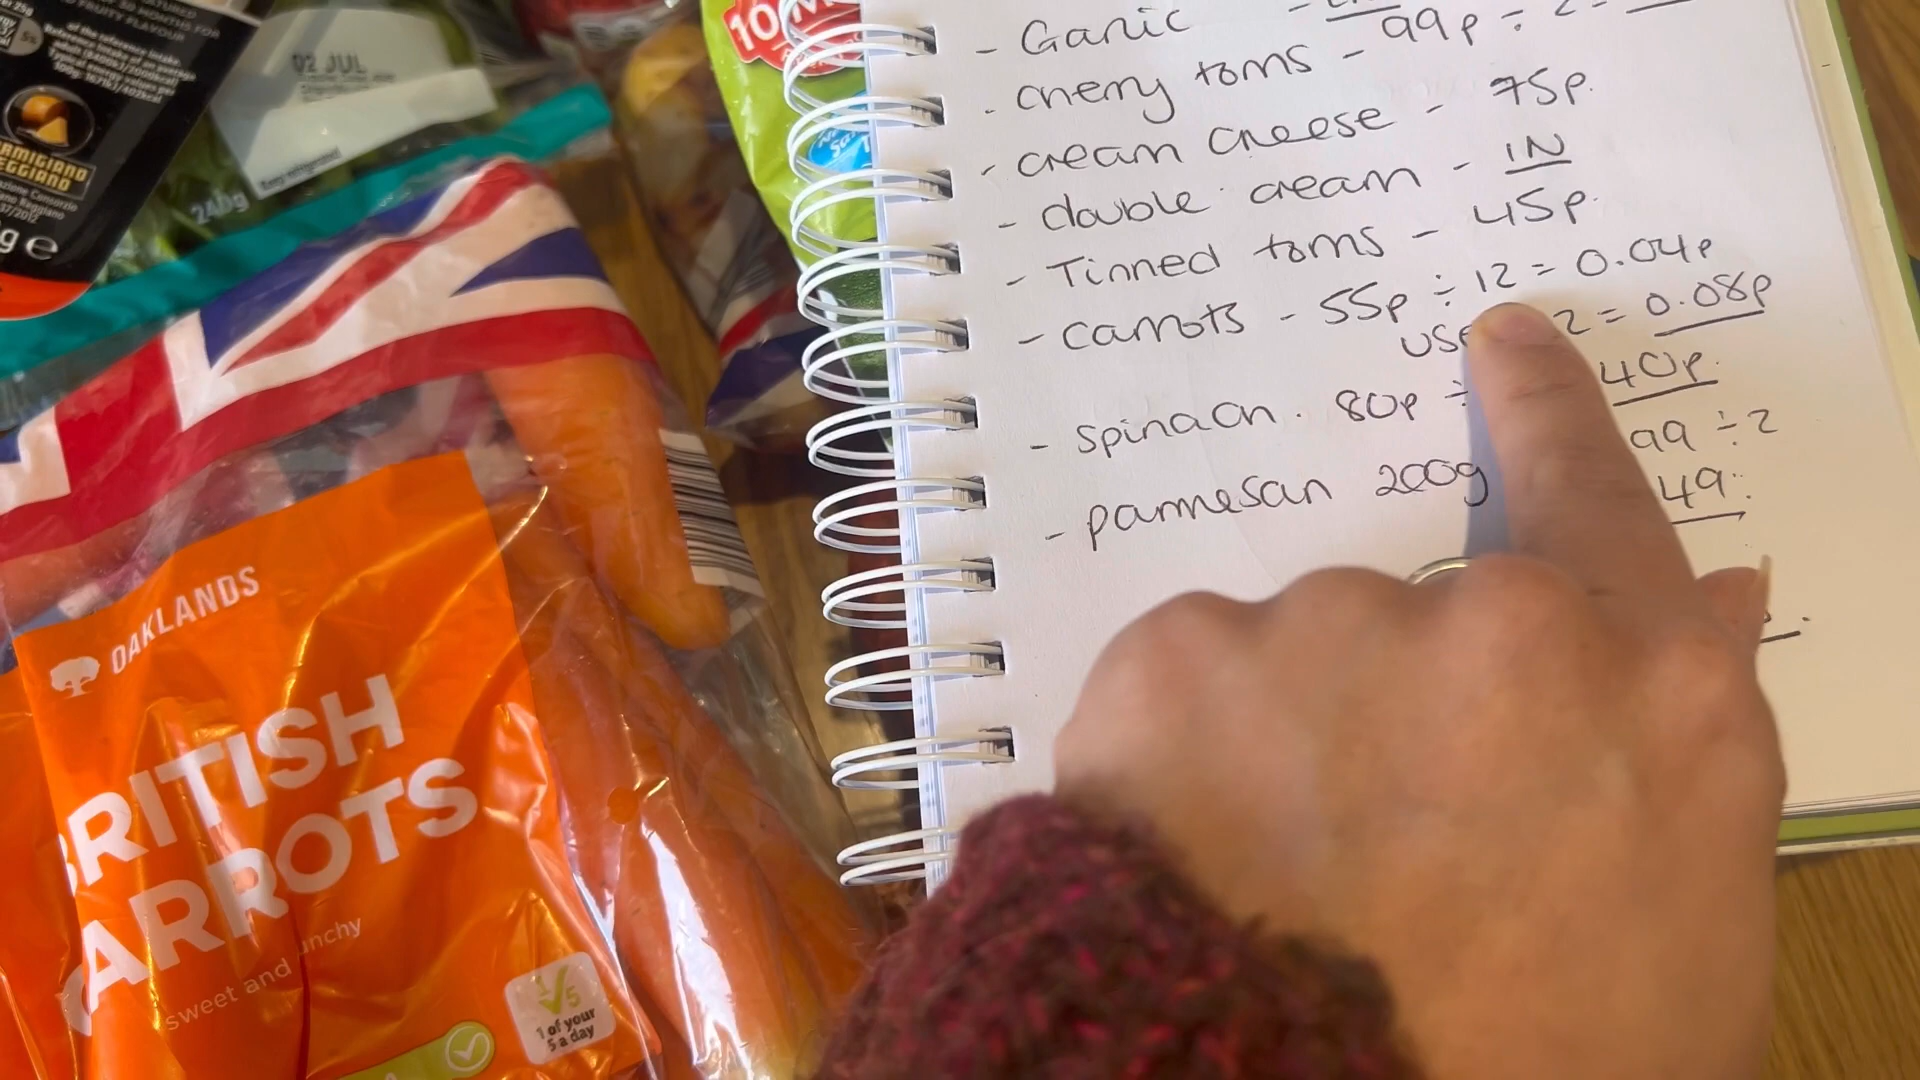 02 JUL
240g
PARMIGIANO
REGGIANO
g e
10
OAKLANDS
BRITISH
CARROTS
sweet and crunchy
1 of your
5 a day
- Garlic -
- cherry toms - 99p ÷ 2 =
- cream cheese - 75p.
- double cream - IN
- Tinned toms - 45p.
- carrots - 55p ÷ 12 = 0.04p
use 2 = 0.08p
- spinach. 80p ÷ 40p.
- parmesan 200g 99 ÷ 2
49.